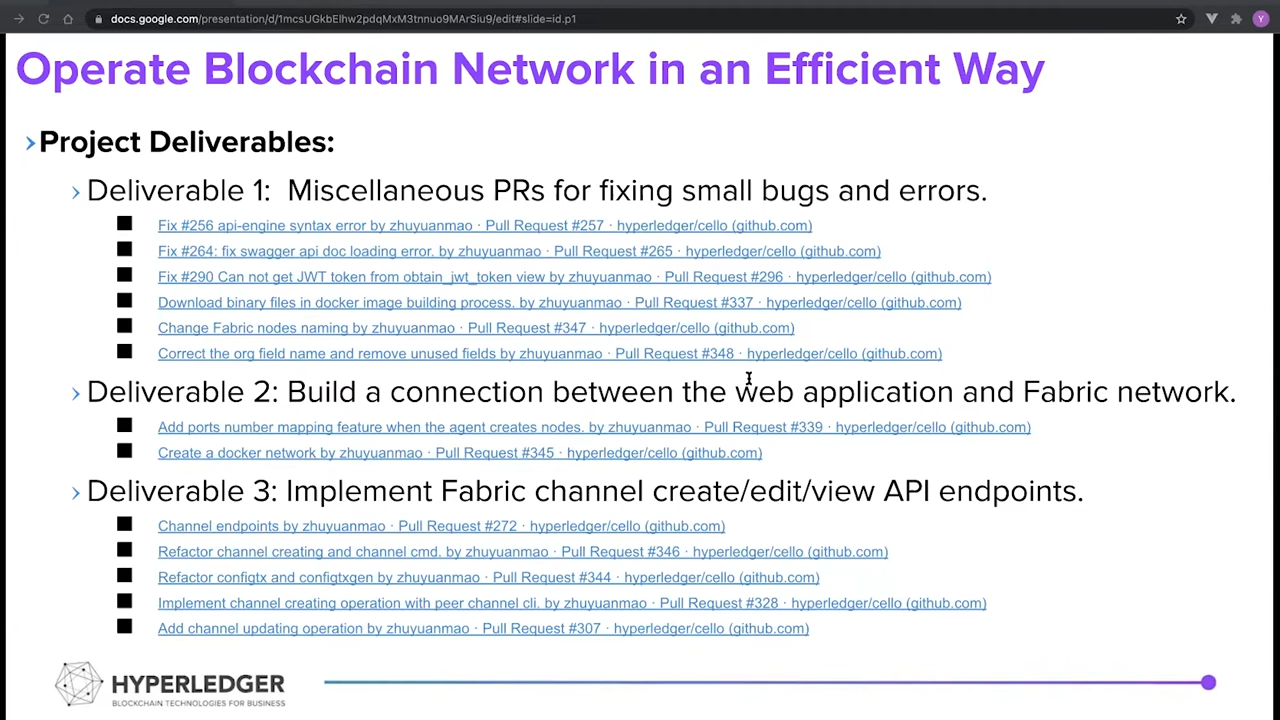 docs.google.com/presentation/d/1mcsUGkbElhw2pdqMxM3tnnuo9MArSiu9/edit#slide=id.p1
Y
Operate Blockchain Network in an Efficient Way
Project Deliverables:
Deliverable 1:  Miscellaneous PRs for fixing small bugs and errors.
Fix #256 api-engine syntax error by zhuyuanmao · Pull Request #257 · hyperledger/cello (github.com)
Fix #264: fix swagger api doc loading error. by zhuyuanmao · Pull Request #265 · hyperledger/cello (github.com)
Fix #290 Can not get JWT token from obtain_jwt_token view by zhuyuanmao · Pull Request #296 · hyperledger/cello (github.com)
Download binary files in docker image building process. by zhuyuanmao · Pull Request #337 · hyperledger/cello (github.com)
Change Fabric nodes naming by zhuyuanmao · Pull Request #347 · hyperledger/cello (github.com)
Correct the org field name and remove unused fields by zhuyuanmao · Pull Request #348 · hyperledger/cello (github.com)
Deliverable 2: Build a connection between the web application and Fabric network.
Add ports number mapping feature when the agent creates nodes. by zhuyuanmao · Pull Request #339 · hyperledger/cello (github.com)
Create a docker network by zhuyuanmao · Pull Request #345 · hyperledger/cello (github.com)
Deliverable 3: Implement Fabric channel create/edit/view API endpoints.
Channel endpoints by zhuyuanmao · Pull Request #272 · hyperledger/cello (github.com)
Refactor channel creating and channel cmd. by zhuyuanmao · Pull Request #346 · hyperledger/cello (github.com)
Refactor configtx and configtxgen by zhuyuanmao · Pull Request #344 · hyperledger/cello (github.com)
Implement channel creating operation with peer channel cli. by zhuyuanmao · Pull Request #328 · hyperledger/cello (github.com)
Add channel updating operation by zhuyuanmao · Pull Request #307 · hyperledger/cello (github.com)
HYPERLEDGER
BLOCKCHAIN TECHNOLOGIES FOR BUSINESS